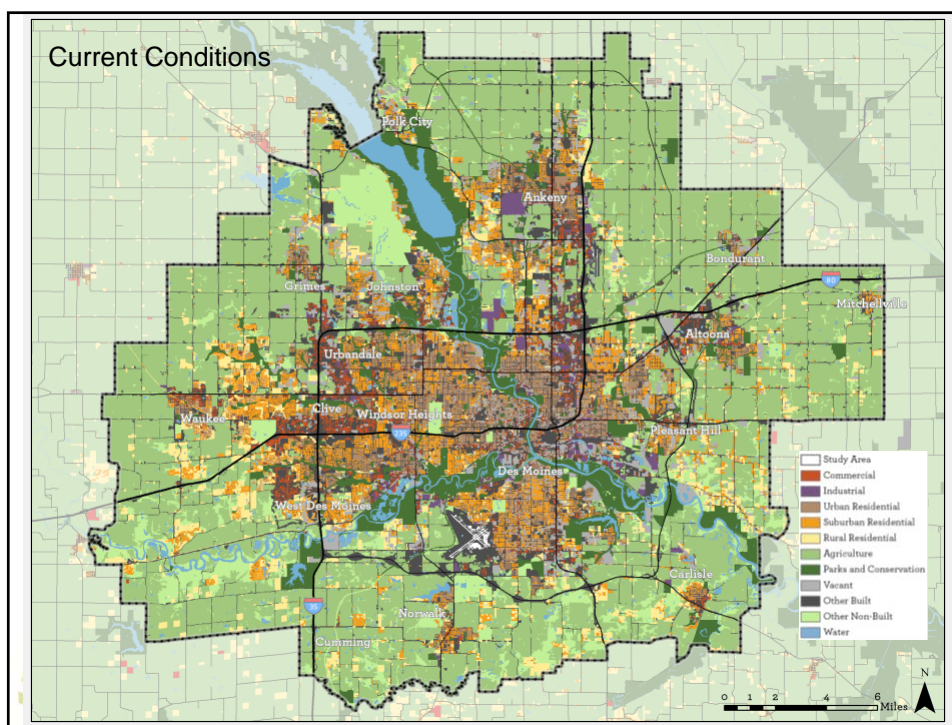 Current Conditions
Polk City
Ankeny
Bondurant
80
Mitchellville
Grimes
Johnston
Altoona
Urbandale
Waukee
Clive
Windsor Heights
235
Pleasant Hill
Des Moines
West Des Moines
Carlisle
35
Norwalk
Cumming
Study Area
Commercial
Industrial
Urban Residential
Suburban Residential
Rural Residential
Agriculture
Parks and Conservation
Vacant
Other Built
Other Non-Built
Water
N
0 1 2 4 6
Miles